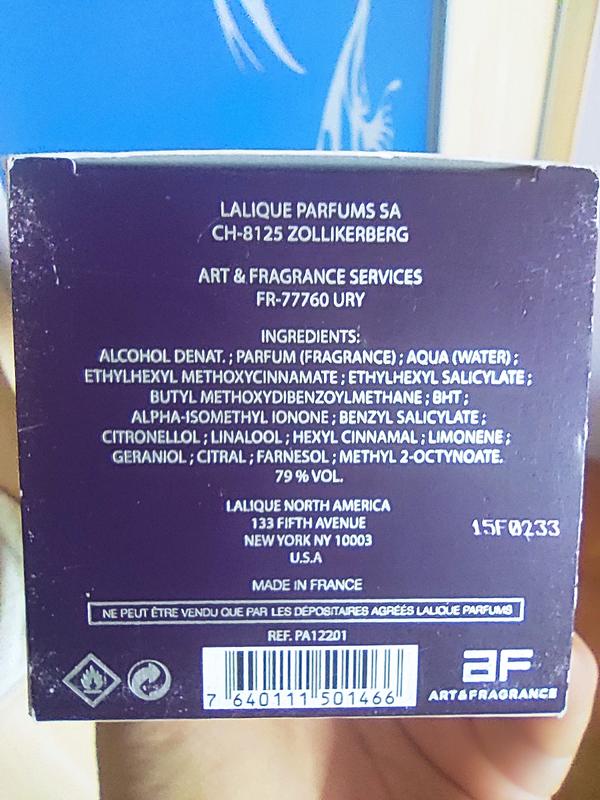 LALIQUE PARFUMS SA
CH-8125 ZOLLIKERBERG
ART & FRAGRANCE SERVICES
FR-77760 URY
INGREDIENTS:
ALCOHOL DENAT. ; PARFUM (FRAGRANCE) ; AQUA (WATER) ;
ETHYLHEXYL METHOXYCINNAMATE ; ETHYLHEXYL SALICYLATE ;
BUTYL METHOXYDIBENZOYLMETHANE ; BHT ;
ALPHA-ISOMETHYL IONONE ; BENZYL SALICYLATE ;
CITRONELLOL ; LINALOOL ; HEXYL CINNAMAL ; LIMONENE ;
GERANIOL ; CITRAL ; FARNESOL ; METHYL 2-OCTYNOATE.
79 % VOL.
LALIQUE NORTH AMERICA
133 FIFTH AVENUE
NEW YORK NY 10003
U.S.A
15F0233
MADE IN FRANCE
NE PEUT ÊTRE VENDU QUE PAR LES DÉPOSITAIRES AGRÉÉS LALIQUE PARFUMS
REF. PA12201
7 640111 501466
aF
ART&FRAGRANCE